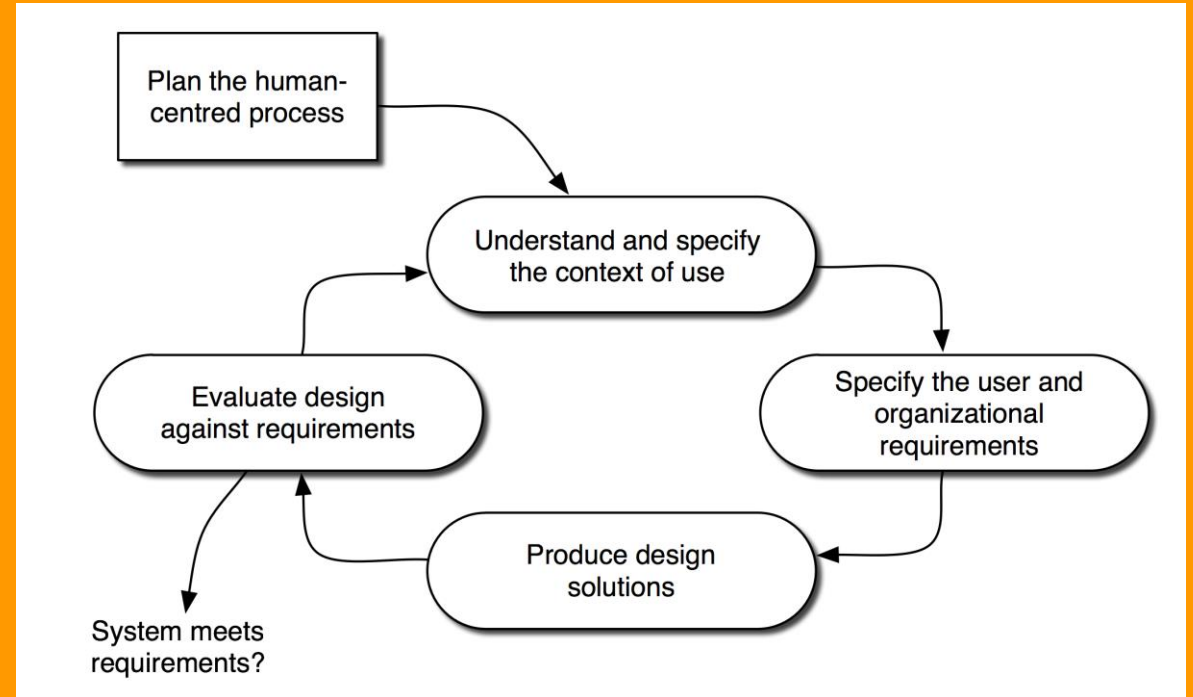 Plan the human-
centred process
Understand and specify
the context of use
Specify the user and
organizational
requirements
Produce design
solutions
Evaluate design
against requirements
System meets
requirements?